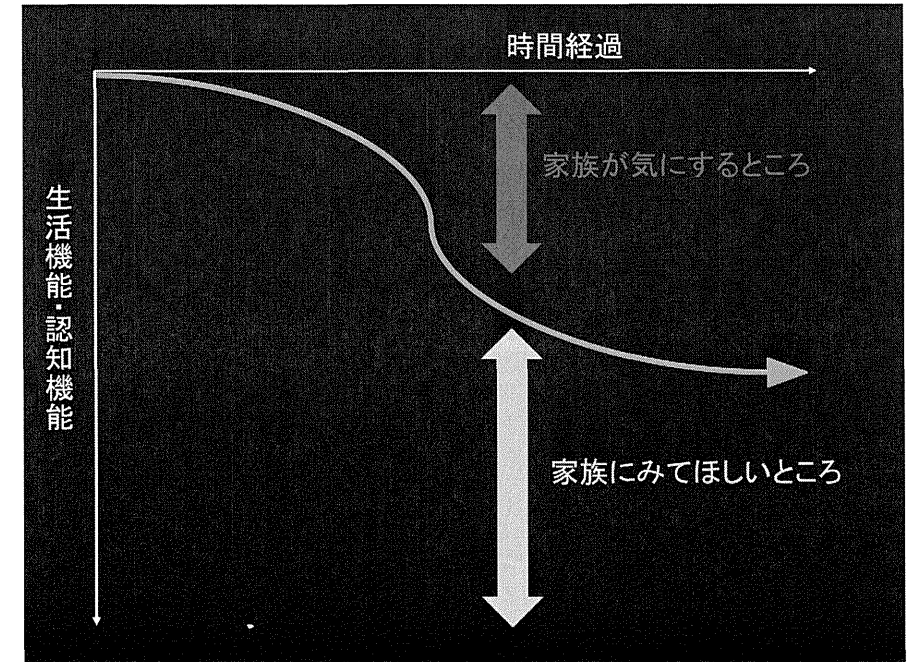 時間経過
家族が気にするところ
生活機能・認知機能
家族にみてほしいところ